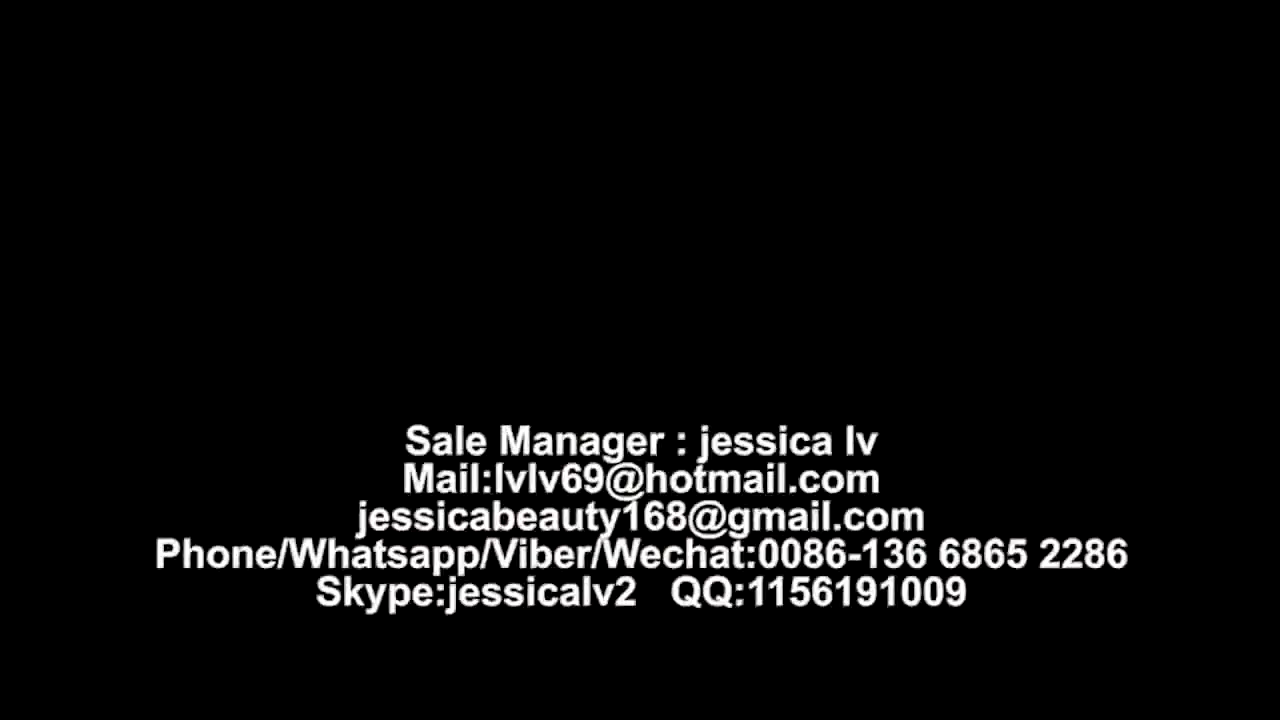 Sale Manager : jessica lv
Mail:lvlv69@hotmail.com
jessicabeauty168@gmail.com
Phone/Whatsapp/Viber/Wechat:0086-136 6865 2286
Skype:jessicalv2   QQ:1156191009